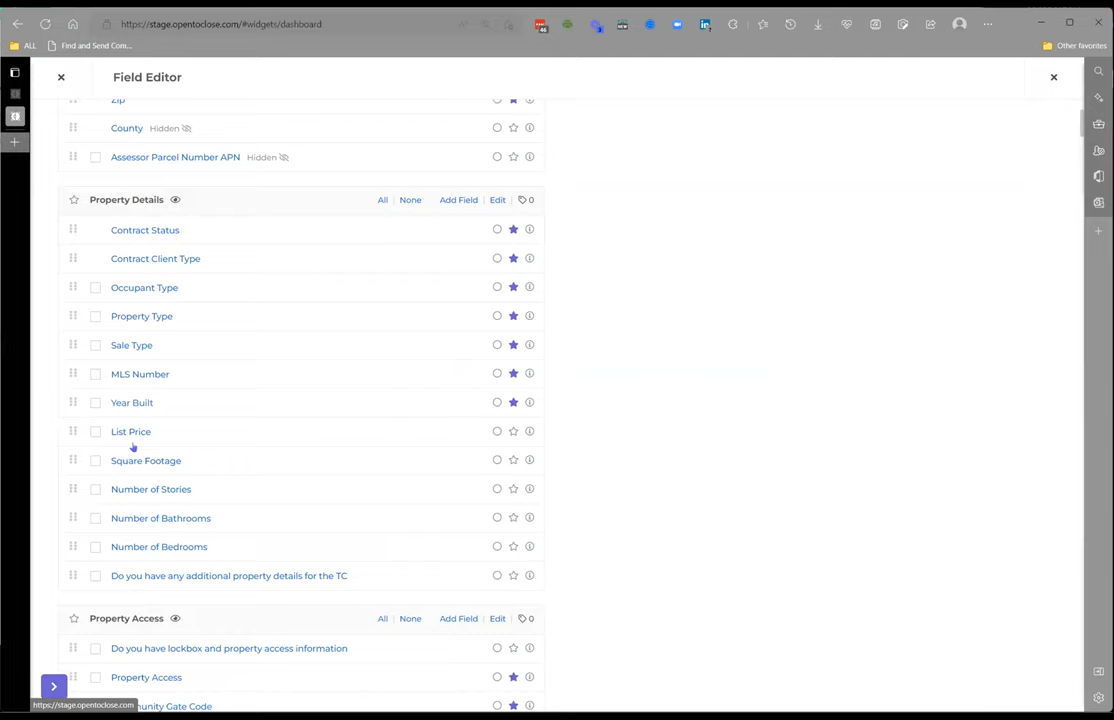 https://stage.opentoclose.com/#widgets/dashboard
ALL
Find and Send Com...
Other favorites
Field Editor
Zip
County Hidden
Assessor Parcel Number APN Hidden
Property Details All | None Add Field Edit 0
Contract Status
Contract Client Type
Occupant Type
Property Type
Sale Type
MLS Number
Year Built
List Price
Square Footage
Number of Stories
Number of Bathrooms
Number of Bedrooms
Do you have any additional property details for the TC
Property Access All | None Add Field Edit 0
Do you have lockbox and property access information
Property Access
munity Gate Code
https://stage.opentoclose.com